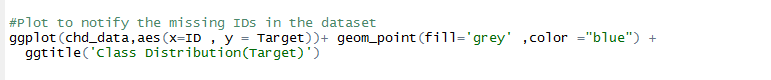 #Plot to notify the missing IDs in the dataset
ggplot(chd_data,aes(x=ID , y = Target))+ geom_point(fill='grey' ,color ="blue") +
  ggtitle('Class Distribution(Target)')